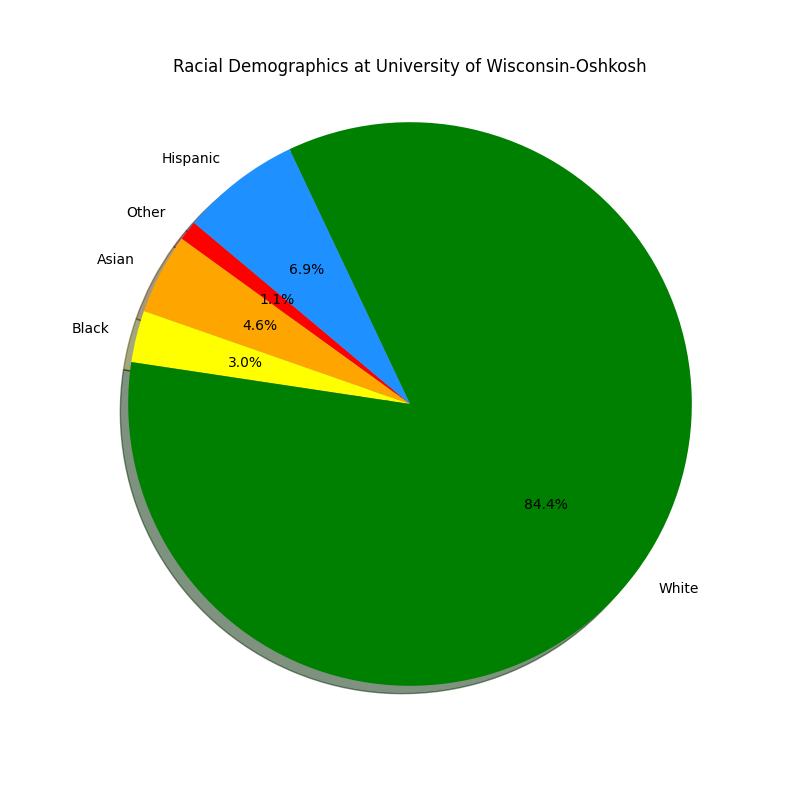 Racial Demographics at University of Wisconsin-Oshkosh
Hispanic
Other
Asian
Black
White
6.9%
1.1%
4.6%
3.0%
84.4%